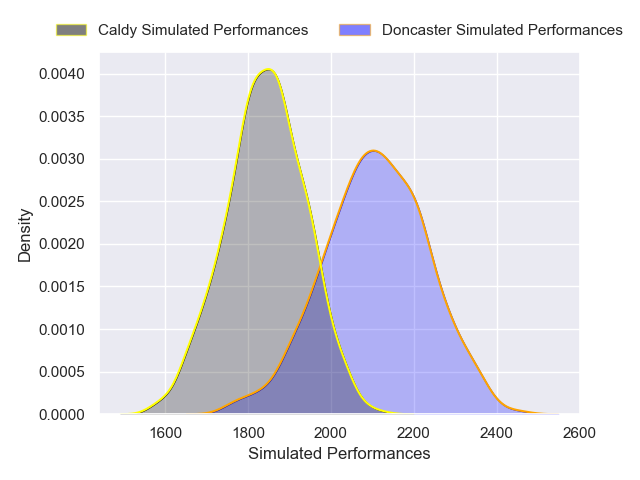 Caldy Simulated Performances
Doncaster Simulated Performances
0.0040
0.0035
0.0030
0.0025
0.0020
0.0015
0.0010
0.0005
0.0000
Density
1600 1800 2000 2200 2400 2600
Simulated Performances